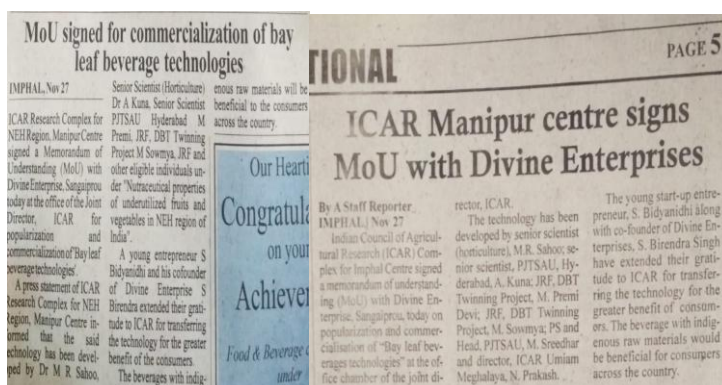 MoU signed for commercialization of bay
leaf beverage technologies
IMPHAL, Nov 27
ICAR Research Complex for
NEH Region, Manipur Centre
signed a Memorandum of
Understanding (MoU) with
Divine Enterprise, Sangaiprou
today at the office of the Joint
Director, ICAR for
popularization and
commercialization of 'Bay leaf
beverage technologies'.
A press statement of ICAR
Research Complex for NEH
Region, Manipur Centre in-
formed that the said
technology has been devel-
oped by Dr M R Sahoo,
Senior Scientist (Horticulture)
Dr A Kuna, Senior Scientist
PJTSAU Hyderabad M
Premi, JRF, DBT Twinning
Project M Sowmya, JRF and
other eligible individuals un-
der "Nutraceutical properties
of underutilized fruits and
vegetables in NEH region of
India".
A young entrepreneur S
Bidyanidhi and his cofounder
of Divine Enterprise S
Birendra extended their grati-
tude to ICAR for transferring
the technology for the greater
benefit of the consumers.
The beverages with indig-
enous raw materials will be
beneficial to the consumers
across the country.
Our Hearti
Congratula
on your
Achievem
Food & Beverage
under
TIONAL
PAGE 5
ICAR Manipur centre signs
MoU with Divine Enterprises
By A Staff Reporter
IMPHAL| Nov 27
Indian Council of Agricul-
tural Research (ICAR) Com-
plex for Imphal Centre signed
a memorandum of understand-
ing (MoU) with Divine En-
terprise, Sangaiprou, today on
popularization and commer-
cialisation of "Bay leaf bev-
erages technologies" at the of-
fice chamber of the joint di-
rector, ICAR.
The technology has been
developed by senior scientist
(horticulture), M.R. Sahoo; se-
nior scientist, PJTSAU, Hy-
derabad, A. Kuna; JRF, DBT
Twinning Project, M. Premi
Devi; JRF, DBT Twinning
Project, M. Sowmya; PS and
Head, PJTSAU, M. Sreedhar
and director, ICAR Umiam
Meghalaya, N. Prakash.
The young start-up entre-
preneur, S. Bidyanidhi along
with co-founder of Divine En-
terprises, S. Birendra Singh
have extended their grati-
tude to ICAR for transfer-
ring the technology for the
greater benefit of consum-
ors. The beverage with indig-
enous raw materials would
be beneficial for consumers
across the country.